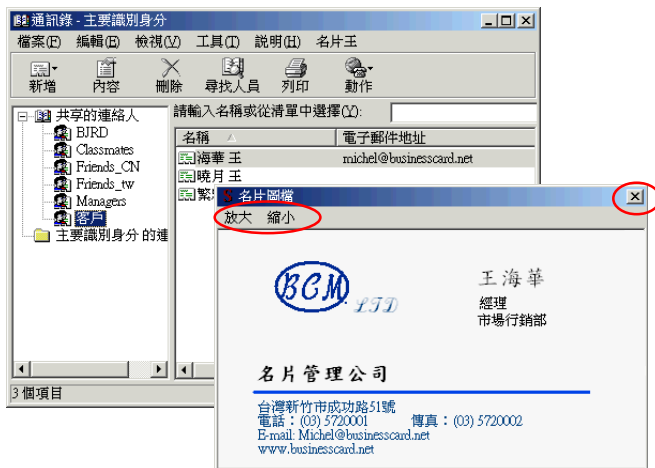 通訊錄 - 主要識別身分
檔案(F) 編輯(E) 檢視(V) 工具(T) 說明(H) 名片王
新增 內容 刪除 尋找人員 列印 動作
共享的連絡人
BJRD
Classmates
Friends_CN
Friends_tw
Managers
客戶
主要識別身分 的連
請輸入名稱或從清單中選擇(Y):
名稱 電子郵件地址
海華 王 michel@businesscard.net
曉月 王
繁
3 個項目
名片圖檔
放大 縮小
BCM
LTD
王海華
經理
市場行銷部
名片管理公司
台灣新竹市成功路51號
電話：(03) 5720001 傳真：(03) 5720002
E-mail: Michel@businesscard.net
www.businesscard.net